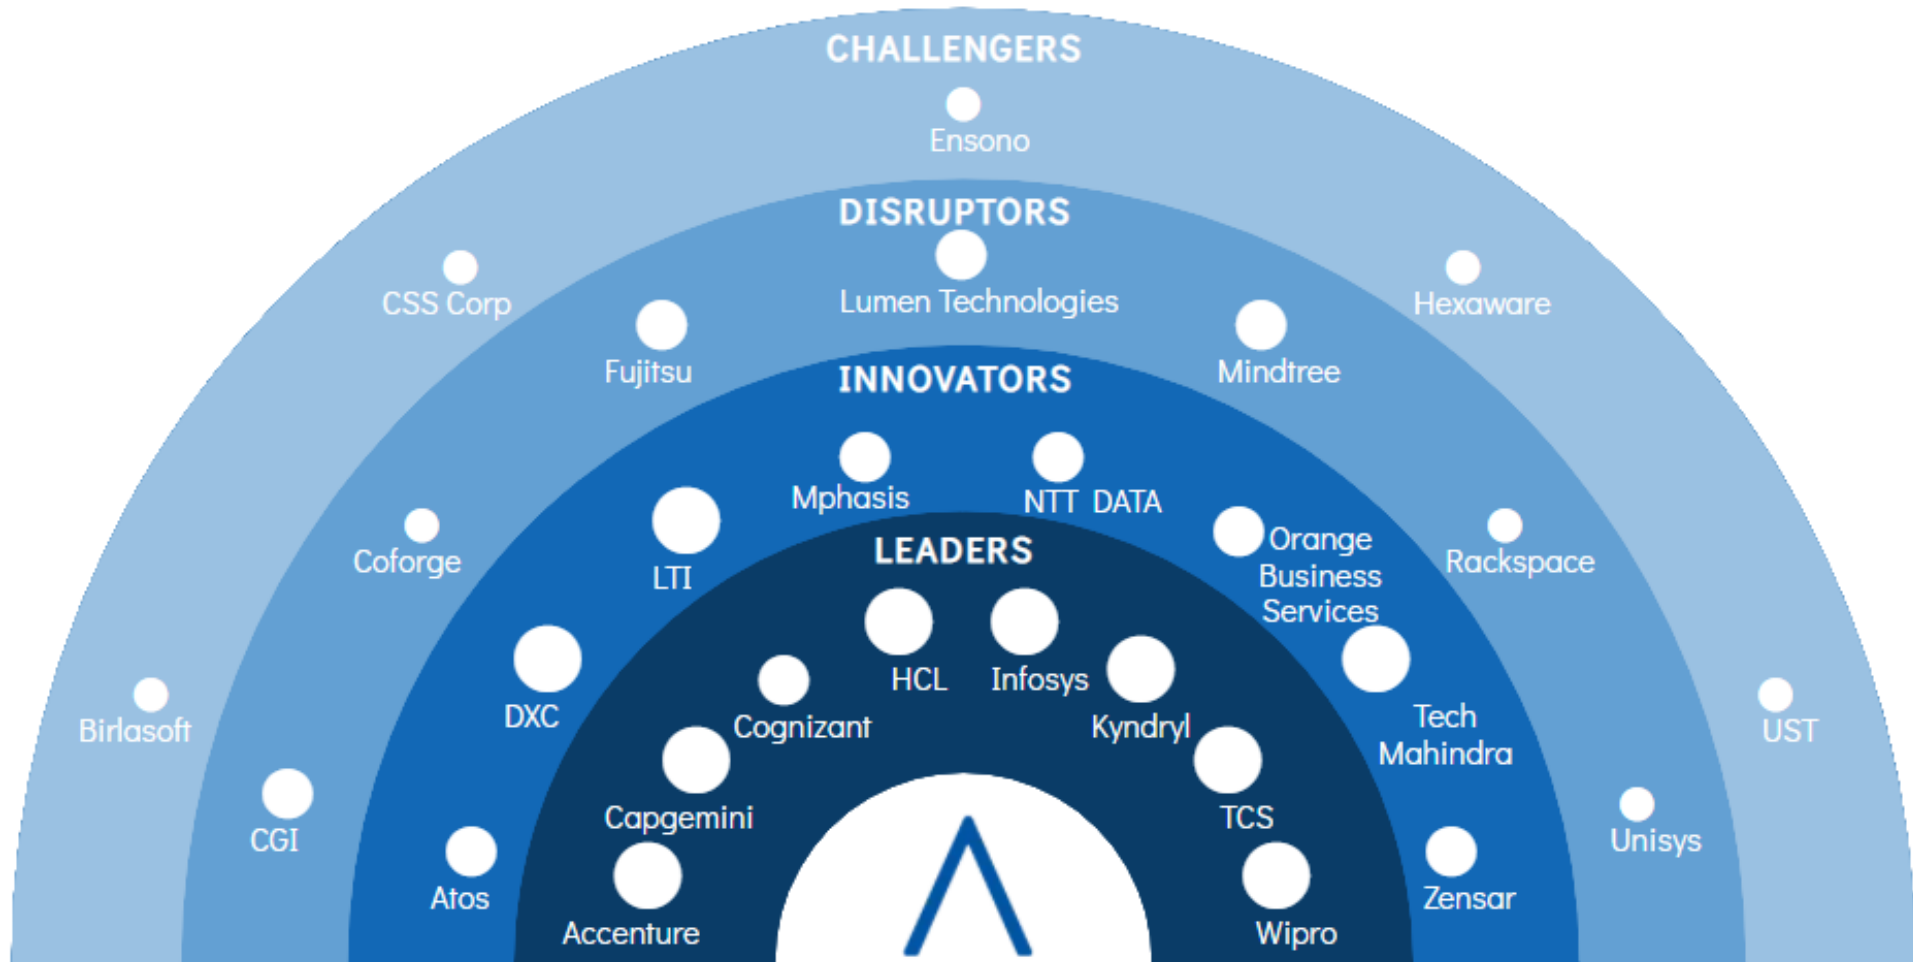 CHALLENGERS
Ensono
CSS Corp
Hexaware
Birlasoft
UST
DISRUPTORS
Lumen Technologies
Fujitsu
Mindtree
Coforge
Rackspace
CGI
Unisys
INNOVATORS
Mphasis
NTT DATA
LTI
Orange
Business
Services
DXC
Tech
Mahindra
Atos
Zensar
LEADERS
HCL
Infosys
Cognizant
Kyndryl
Capgemini
TCS
Accenture
Wipro